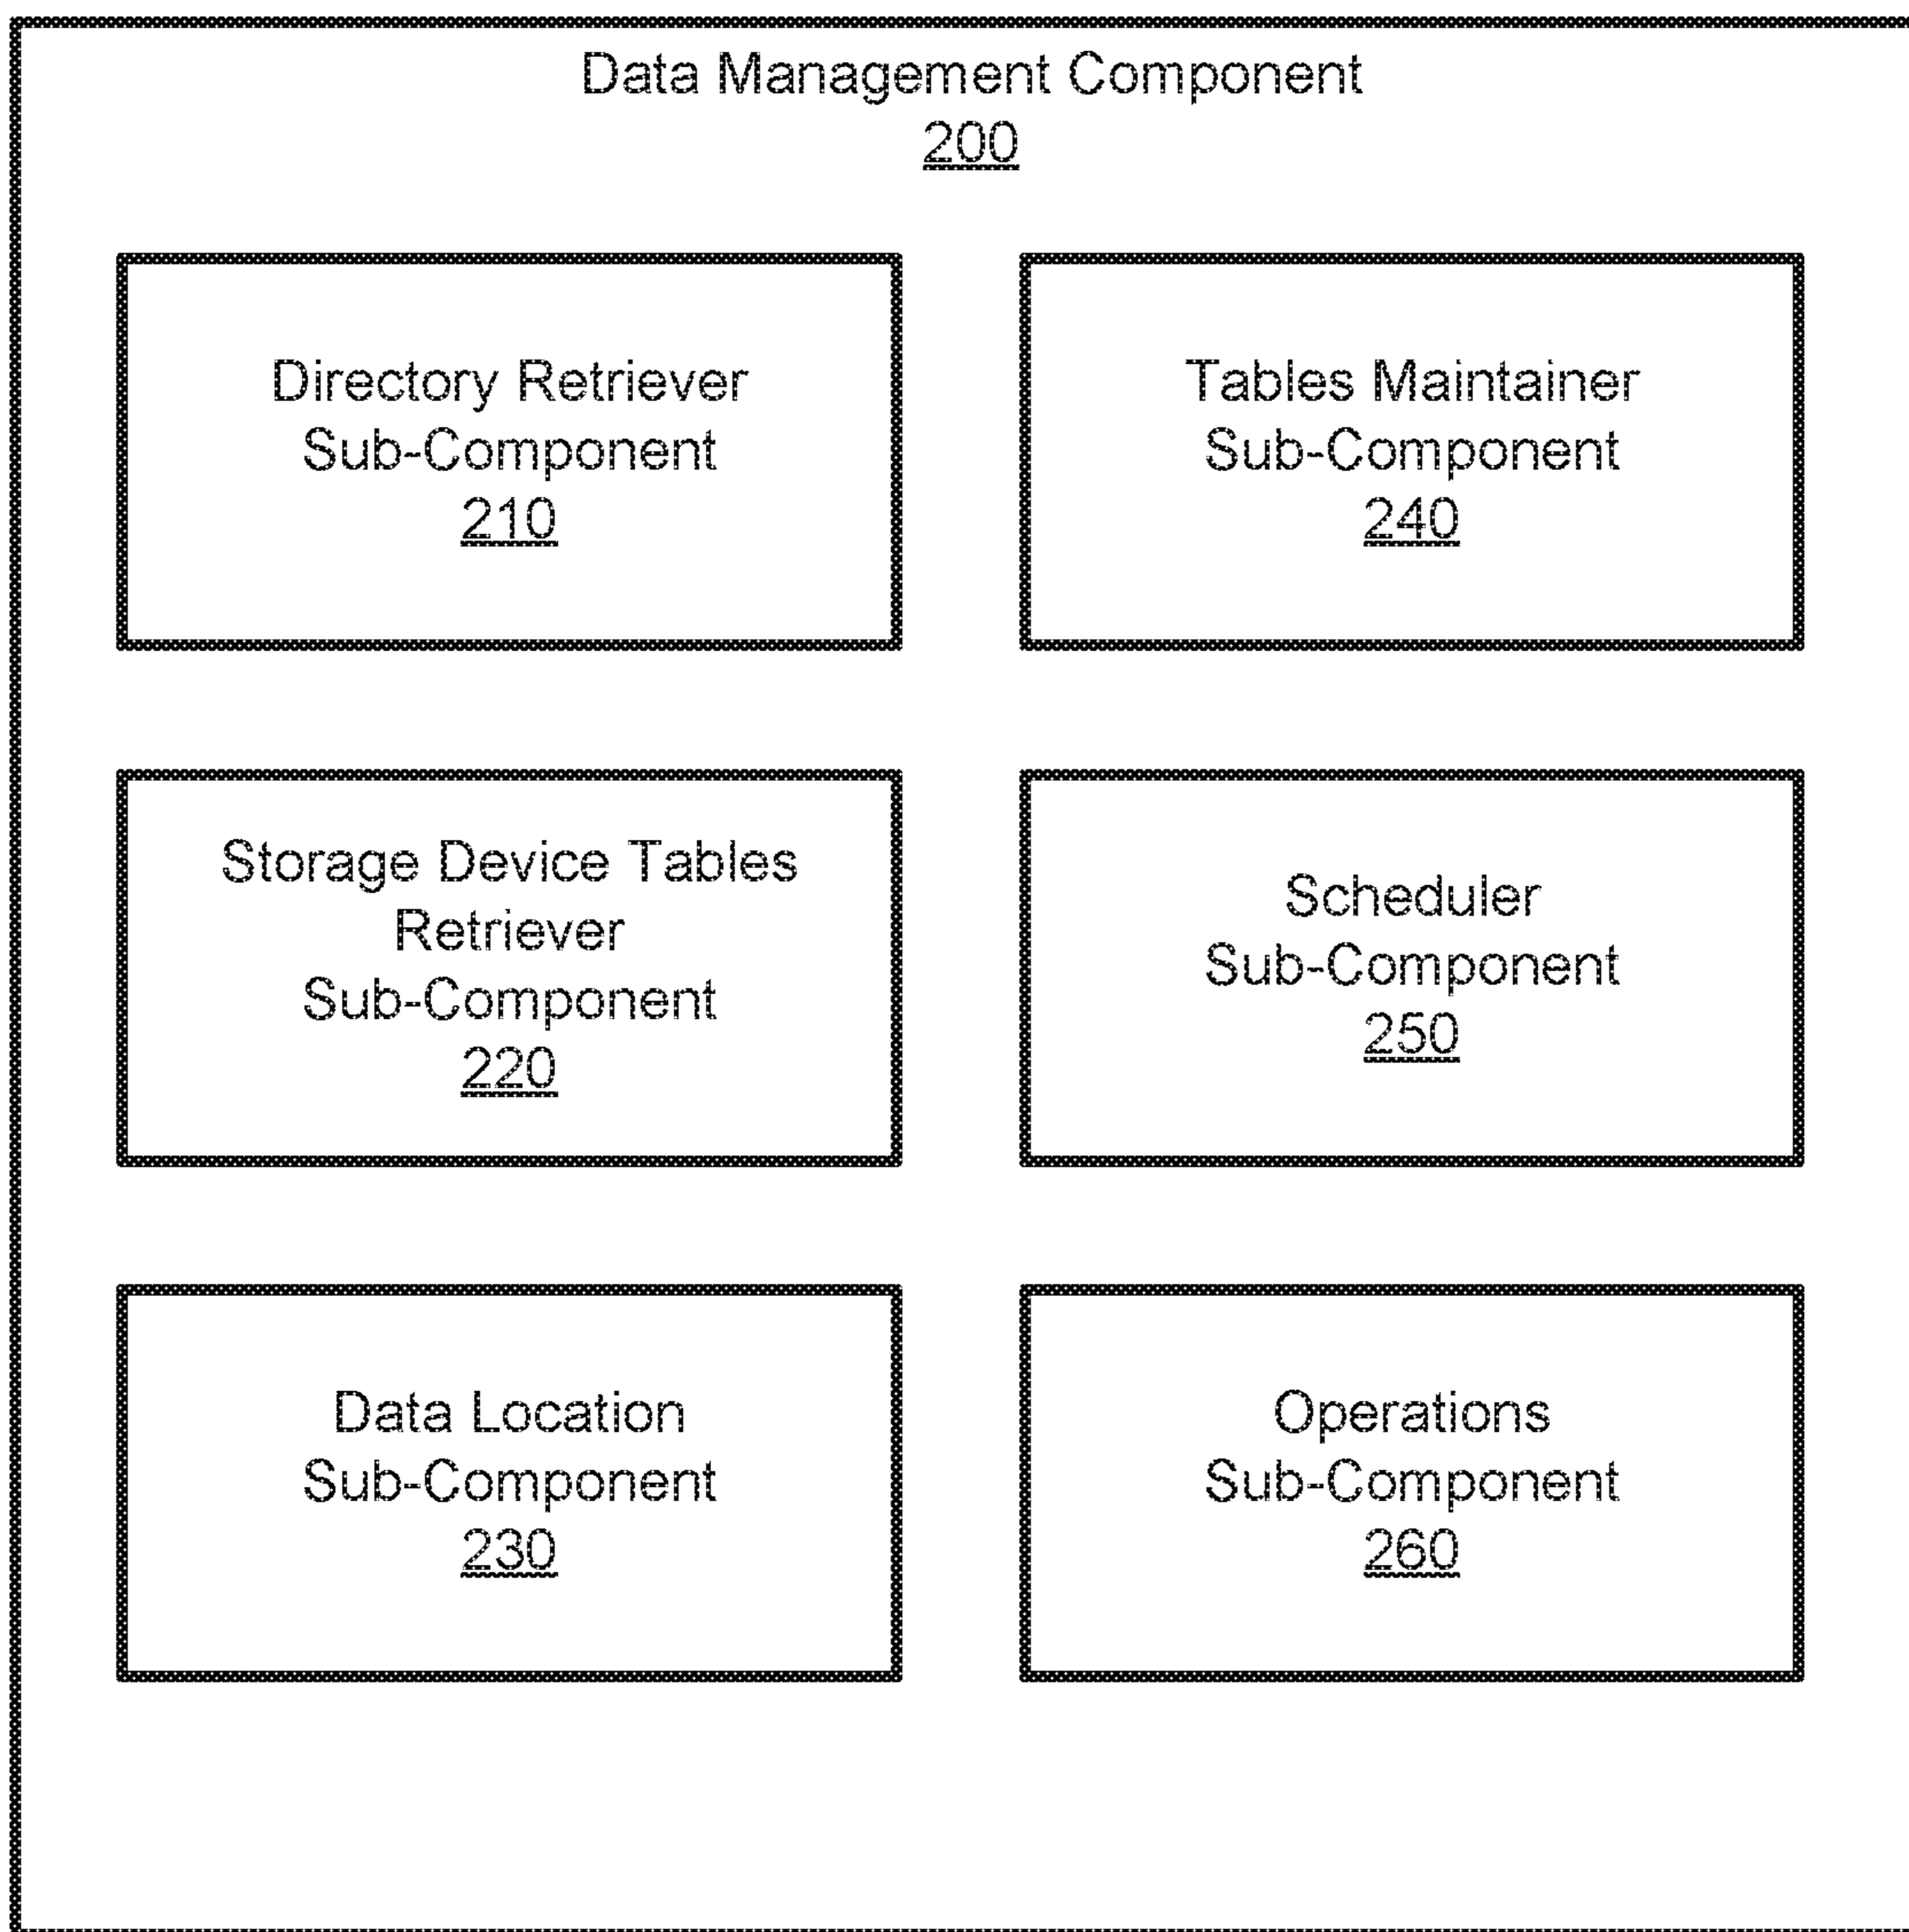 Data Management Component
200
Directory Retriever
Sub-Component
210
Tables Maintainer
Sub-Component
240
Storage Device Tables
Retriever
Sub-Component
220
Scheduler
Sub-Component
250
Data Location
Sub-Component
230
Operations
Sub-Component
260